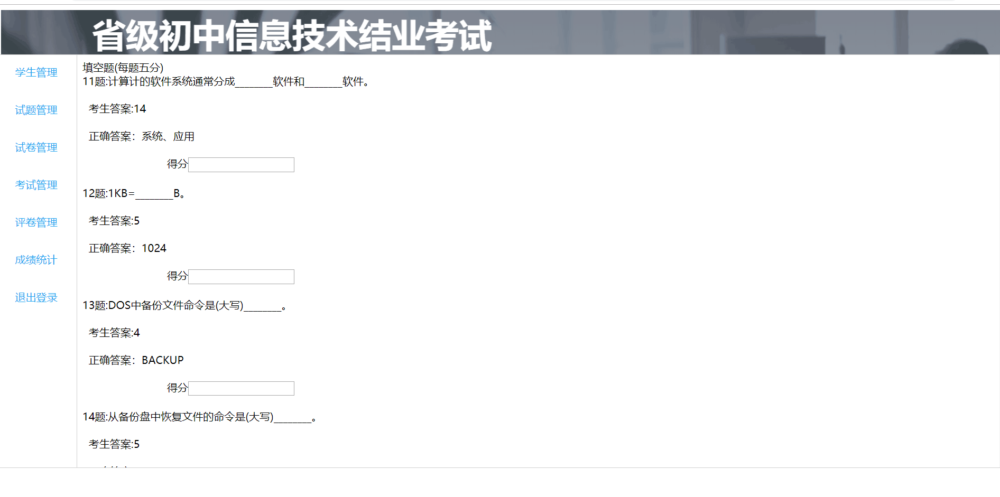 省级初中信息技术结业考试
学生管理
试题管理
试卷管理
考试管理
评卷管理
成绩统计
退出登录
填空题(每题五分)
11题:计算计的软件系统通常分成________软件和________软件。
考生答案:14
正确答案：系统、应用
得分
12题:1KB=________B。
考生答案:5
正确答案：1024
得分
13题:DOS中备份文件命令是(大写)________。
考生答案:4
正确答案：BACKUP
得分
14题:从备份盘中恢复文件的命令是(大写)________。
考生答案:5